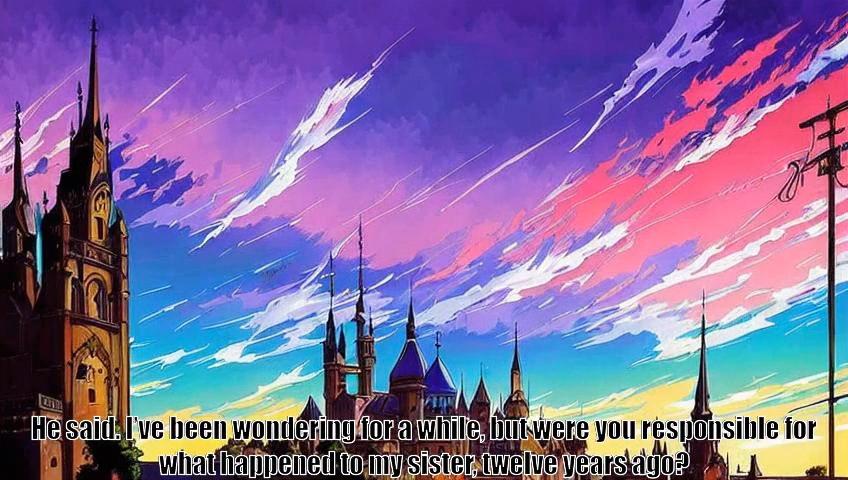 He said. I've been wondering for a while, but were you responsible for
what happened to my sister, twelve years ago?